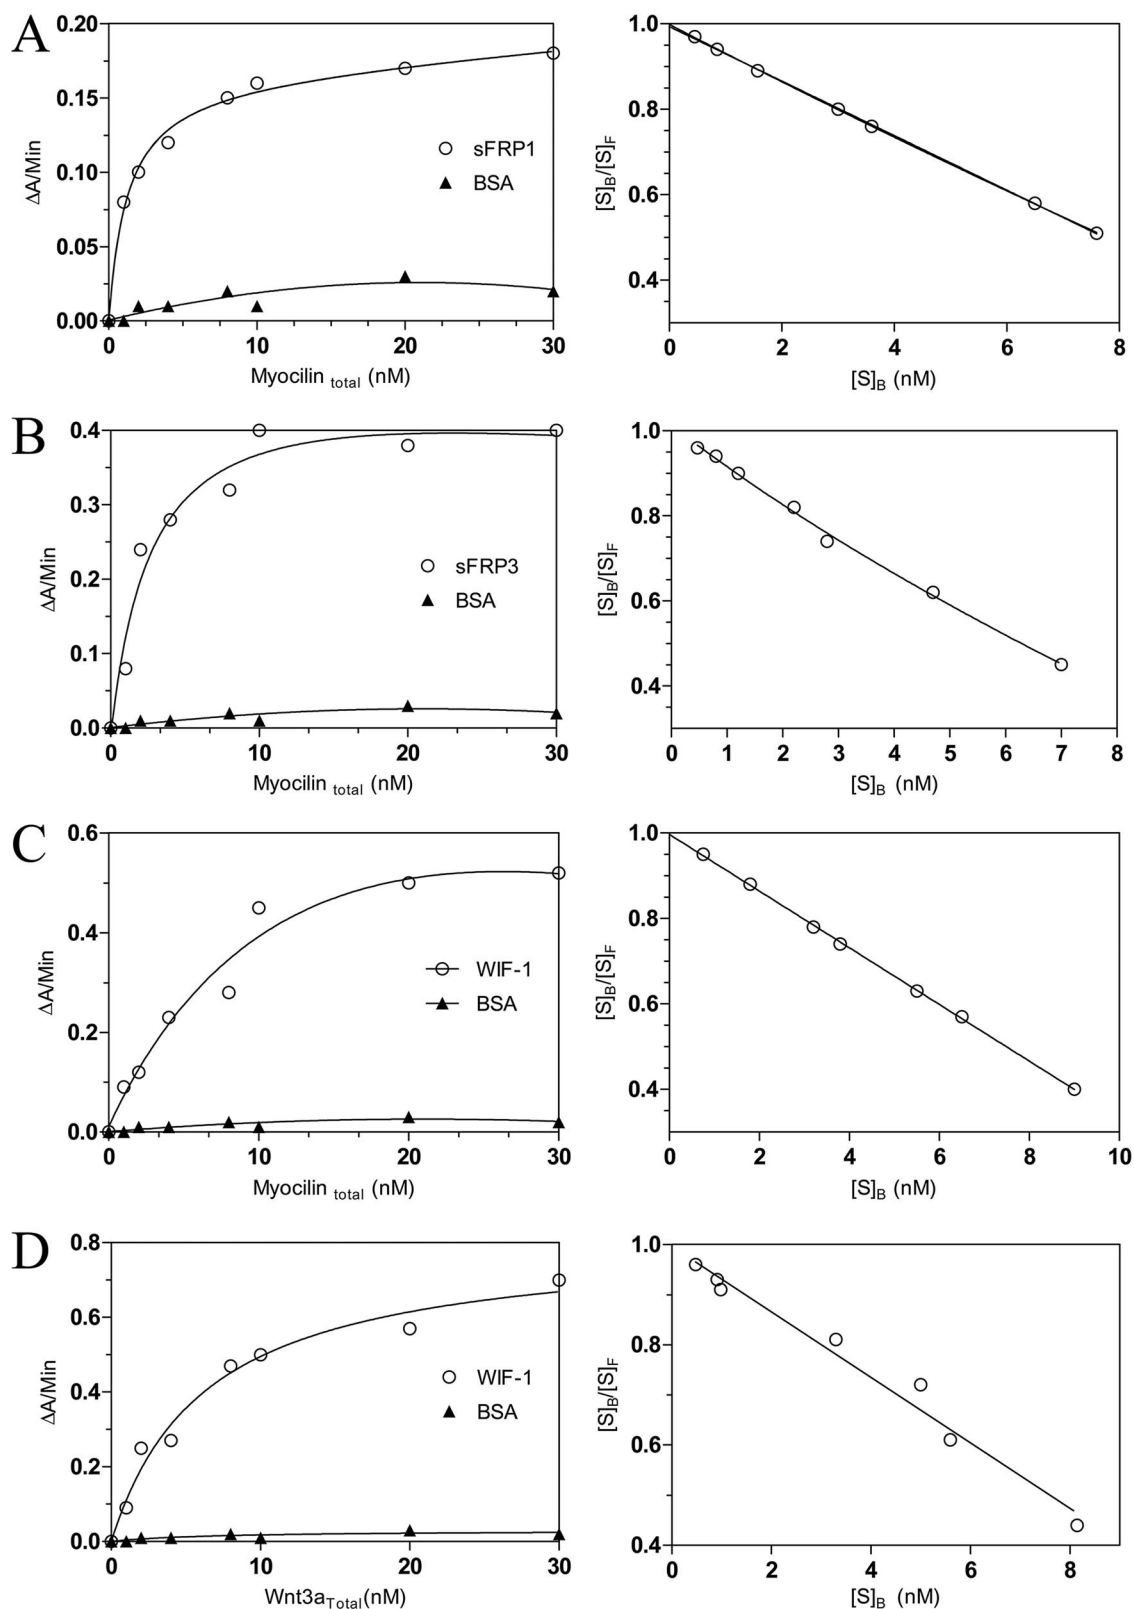 A
0.20
0.15
0.10
0.05
0.00
ΔA/Min
sFRP1
BSA
0 10 20 30
Myocilin total (nM)
1.0
0.8
0.6
0.4
[S]B/[S]F
0 2 4 6 8
[S]B (nM)
B
0.4
0.3
0.2
0.1
0.0
ΔA/Min
sFRP3
BSA
0 10 20 30
Myocilin total (nM)
1.0
0.8
0.6
0.4
[S]B/[S]F
0 1 2 3 4 5 6 7 8
[S]B (nM)
C
0.6
0.4
0.2
0.0
ΔA/Min
WIF-1
BSA
0 10 20 30
Myocilin total (nM)
1.0
0.8
0.6
0.4
[S]B/[S]F
0 2 4 6 8 10
[S]B (nM)
D
0.8
0.6
0.4
0.2
0.0
ΔA/Min
WIF-1
BSA
0 10 20 30
Wnt3aTotal(nM)
1.0
0.8
0.6
0.4
[S]B/[S]F
0 2 4 6 8
[S]B (nM)